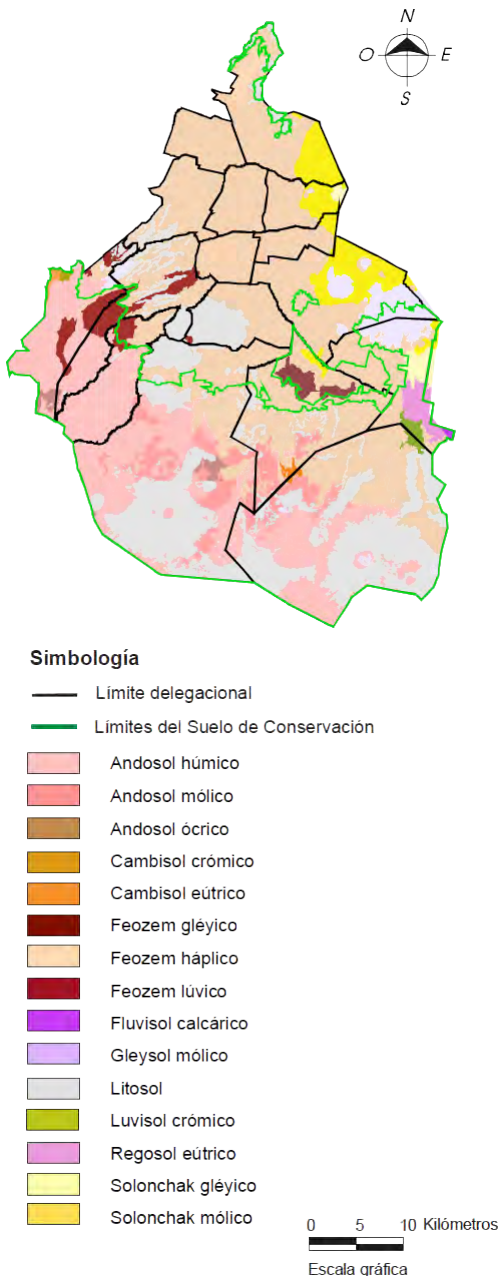 N
O E
S
Simbología
Límite delegacional
Límites del Suelo de Conservación
Andosol húmico
Andosol mólico
Andosol ócrico
Cambisol crómico
Cambisol eútrico
Feozem gléyico
Feozem háplico
Feozem lúvico
Fluvisol calcárico
Gleysol mólico
Litosol
Luvisol crómico
Regosol eútrico
Solonchak gléyico
Solonchak mólico
0 5 10 Kilómetros
Escala gráfica